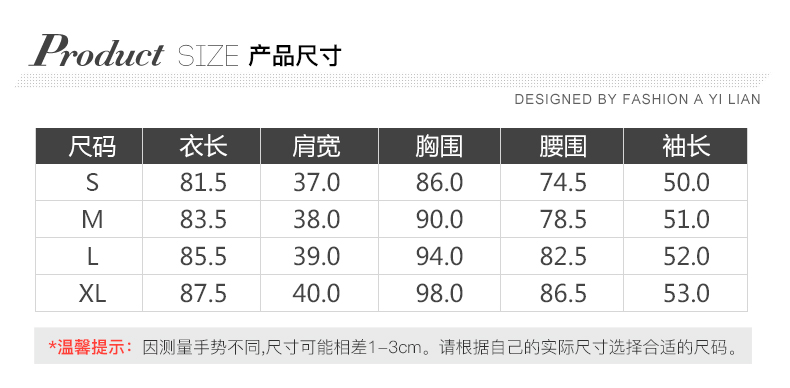 Product SIZE 产品尺寸
DESIGNED BY FASHION A YI LIAN
尺码 衣长 肩宽 胸围 腰围 袖长
S 81.5 37.0 86.0 74.5 50.0
M 83.5 38.0 90.0 78.5 51.0
L 85.5 39.0 94.0 82.5 52.0
XL 87.5 40.0 98.0 86.5 53.0
*温馨提示：因测量手势不同,尺寸可能相差1-3cm。请根据自己的实际尺寸选择合适的尺码。